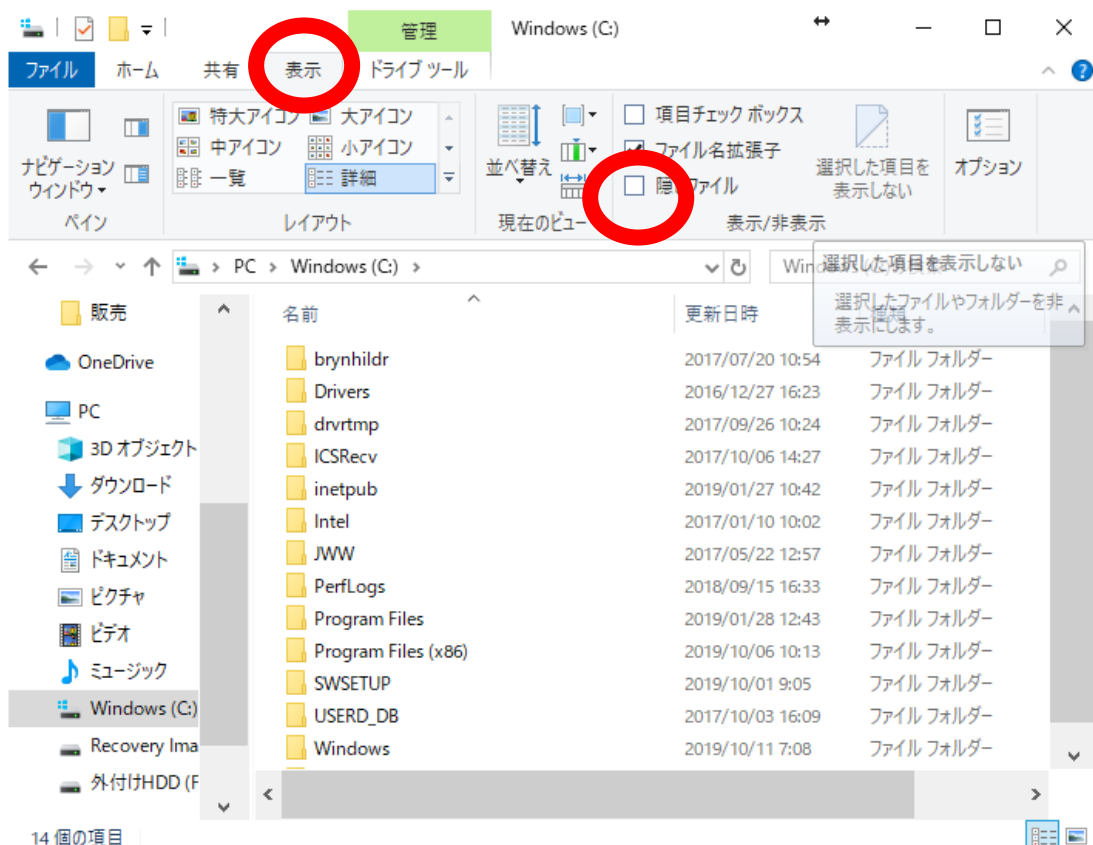 管理 Windows (C:)
ファイル ホーム 共有 表示 ドライブ ツール
特大アイコン 大アイコン
中アイコン 小アイコン
一覧 詳細
ナビゲーション
ウィンドウ
並べ替え
項目チェック ボックス
ファイル名拡張子
隠しファイル
選択した項目を
表示しない
オプション
ペイン レイアウト 現在のビュー 表示/非表示
PC > Windows (C:) >
選択した項目を表示しない
選択したファイルやフォルダーを非
表示にします。
名前 更新日時 種類
販売
OneDrive
PC
3D オブジェクト
ダウンロード
デスクトップ
ドキュメント
ピクチャ
ビデオ
ミュージック
Windows (C:)
Recovery Ima
外付けHDD (F
brynhildr 2017/07/20 10:54 ファイル フォルダー
Drivers 2016/12/27 16:23 ファイル フォルダー
drvrtmp 2017/09/26 10:24 ファイル フォルダー
ICSRecv 2017/10/06 14:27 ファイル フォルダー
inetpub 2019/01/27 10:42 ファイル フォルダー
Intel 2017/01/10 10:02 ファイル フォルダー
JWW 2017/05/22 12:57 ファイル フォルダー
PerfLogs 2018/09/15 16:33 ファイル フォルダー
Program Files 2019/01/28 12:43 ファイル フォルダー
Program Files (x86) 2019/10/06 10:13 ファイル フォルダー
SWSETUP 2019/10/01 9:05 ファイル フォルダー
USERD_DB 2017/10/03 16:09 ファイル フォルダー
Windows 2019/10/11 7:08 ファイル フォルダー
14 個の項目